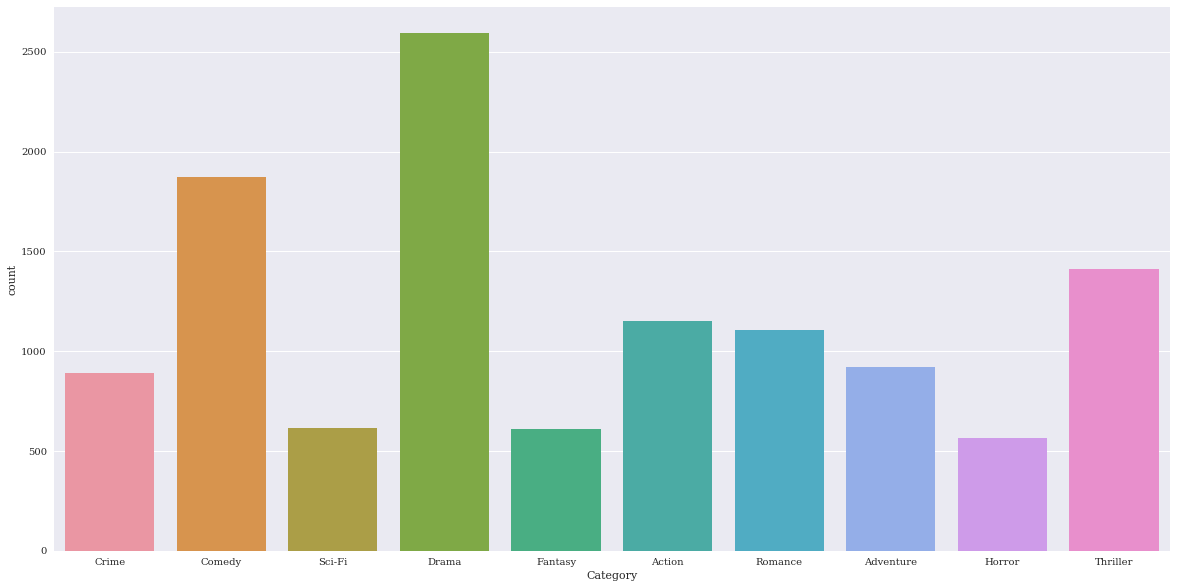 2500
2000
1500
1000
500
0
count
Crime Comedy Sci-Fi Drama Fantasy Action Romance Adventure Horror Thriller
Category